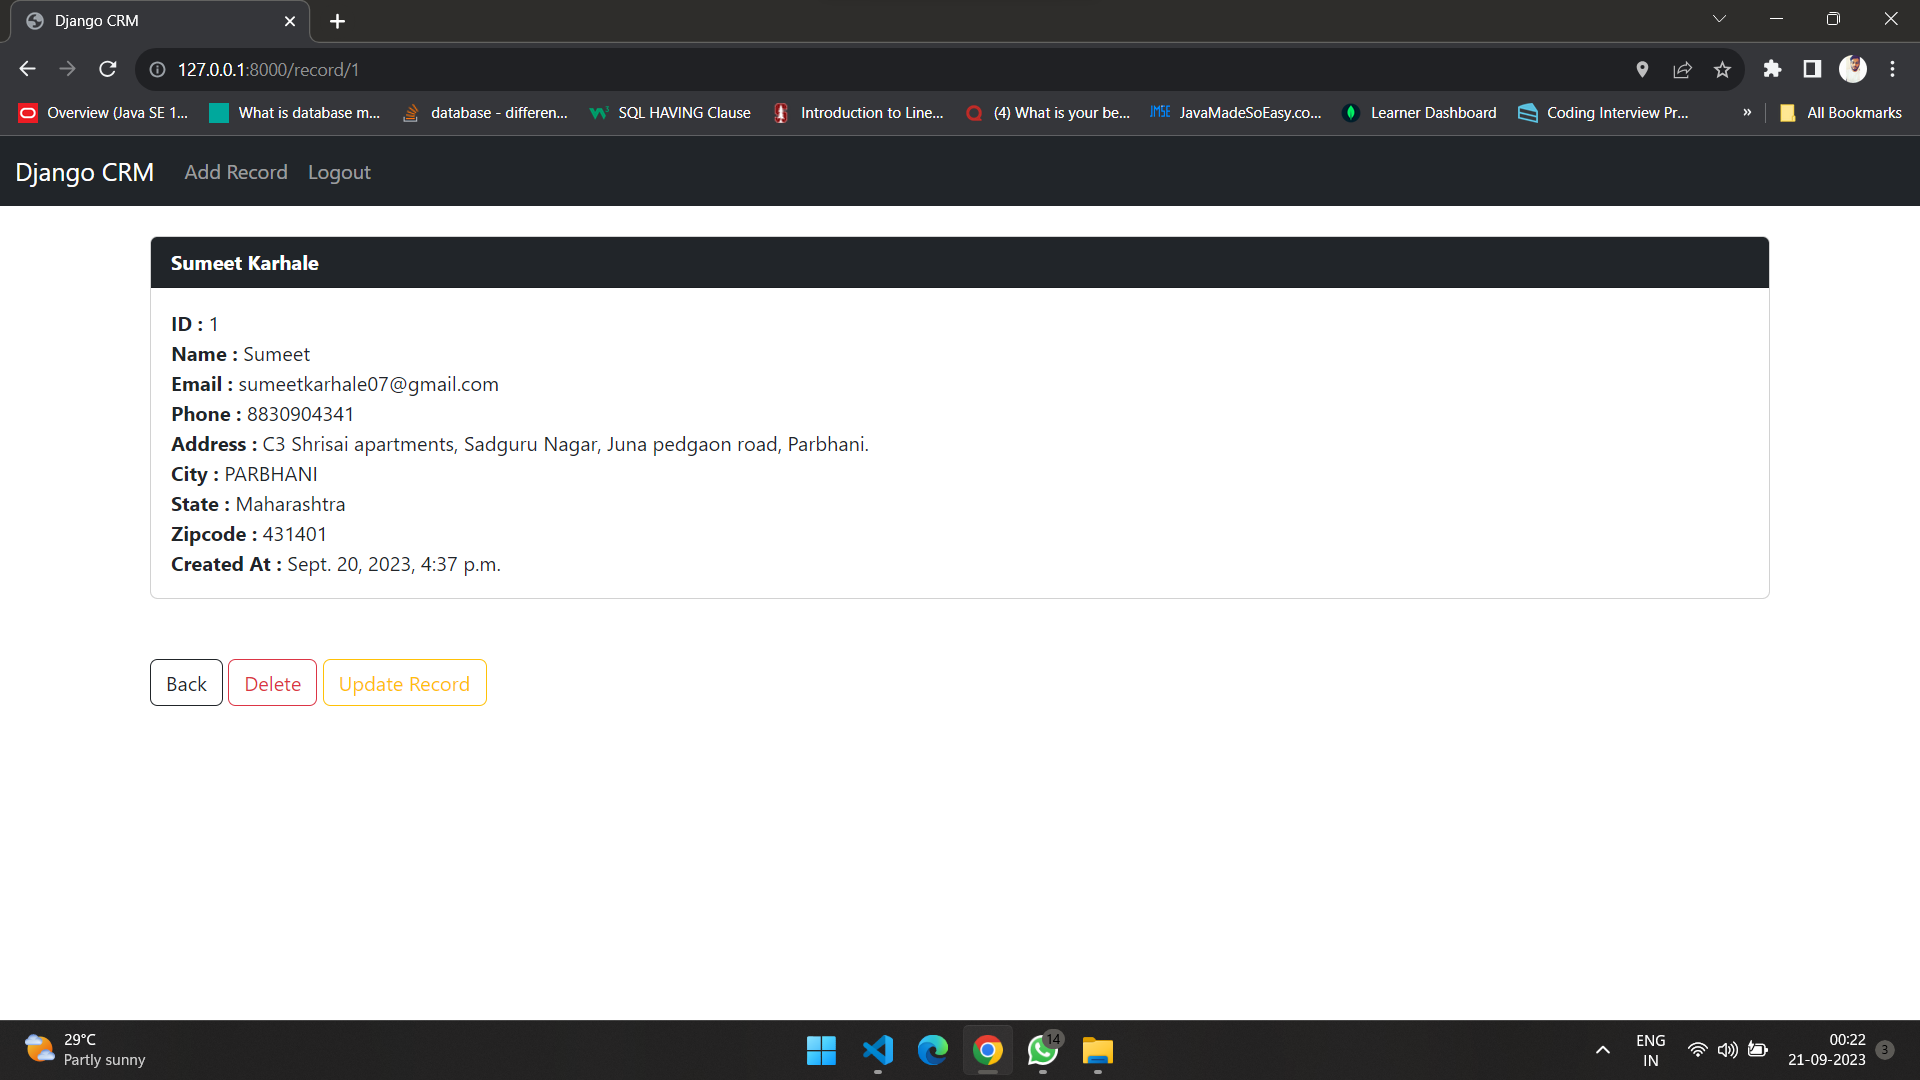 Django CRM
127.0.0.1:8000/record/1
Overview (Java SE 1... What is database m... database - differen... SQL HAVING Clause Introduction to Line... (4) What is your be... JMSE JavaMadeSoEasy.co... Learner Dashboard Coding Interview Pr... » All Bookmarks
Django CRM Add Record Logout
Sumeet Karhale
ID : 1
Name : Sumeet
Email : sumeetkarhale07@gmail.com
Phone : 8830904341
Address : C3 Shrisai apartments, Sadguru Nagar, Juna pedgaon road, Parbhani.
City : PARBHANI
State : Maharashtra
Zipcode : 431401
Created At : Sept. 20, 2023, 4:37 p.m.
Back Delete Update Record
29°C
Partly sunny
14
ENG
IN
00:22
21-09-2023
3